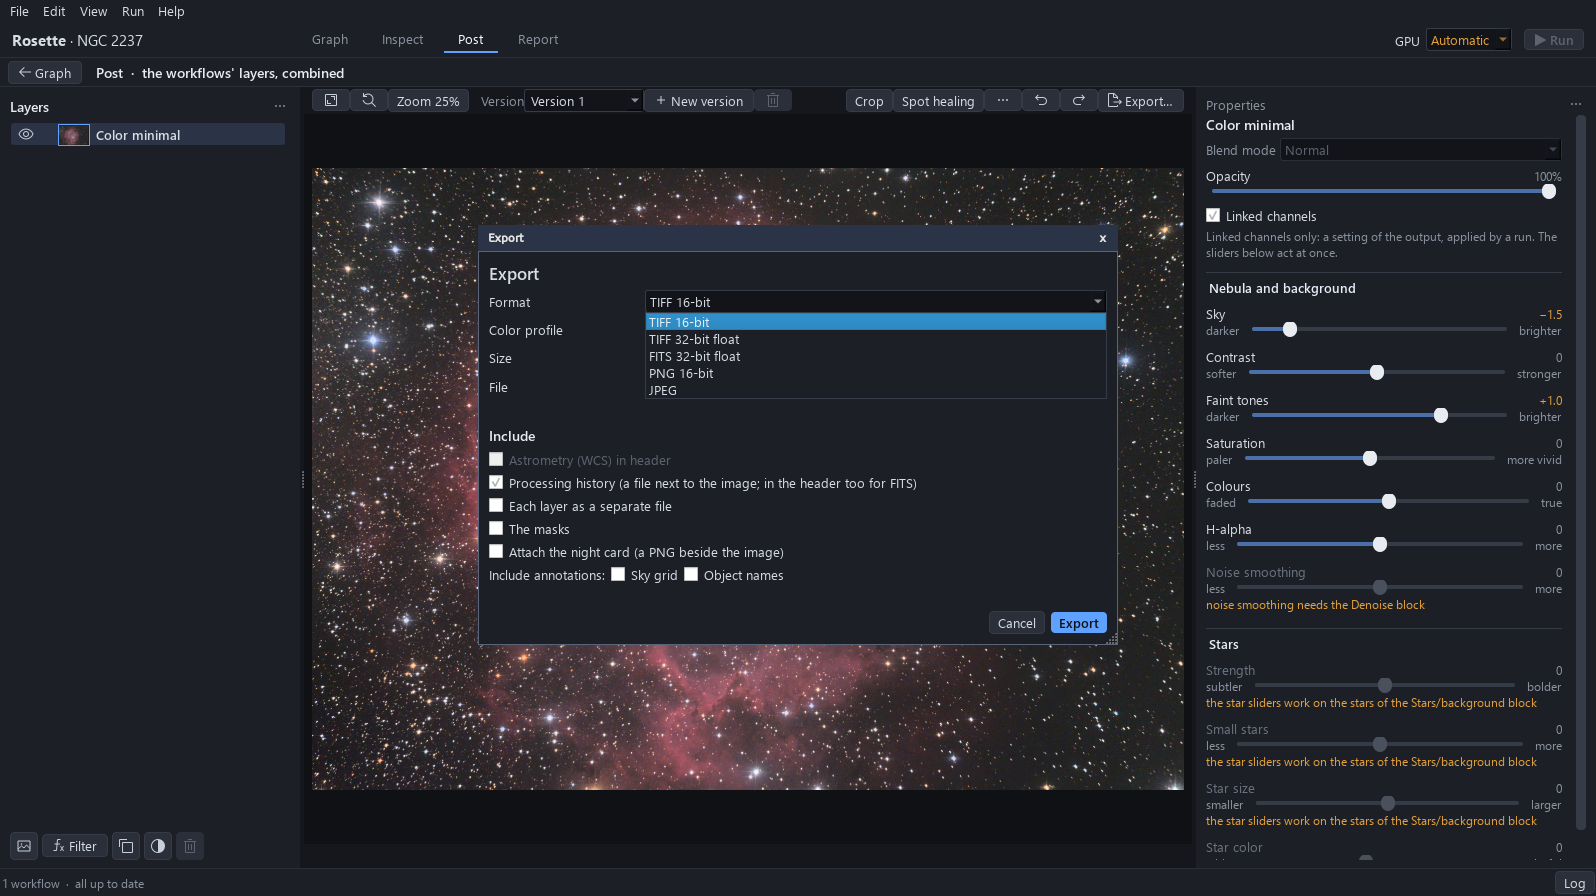 File Edit View Run Help
Rosette · NGC 2237
Graph Inspect Post Report
GPU Automatic Run
Graph Post · the workflows' layers, combined
Layers ...
Color minimal
Zoom 25% Version Version 1 + New version
Crop Spot healing ... Export...
Export x
Export
Format TIFF 16-bit
TIFF 16-bit
TIFF 32-bit float
FITS 32-bit float
PNG 16-bit
JPEG
Color profile
Size
File
Include
Astrometry (WCS) in header
Processing history (a file next to the image; in the header too for FITS)
Each layer as a separate file
The masks
Attach the night card (a PNG beside the image)
Include annotations: Sky grid Object names
Cancel Export
Properties ...
Color minimal
Blend mode Normal
Opacity 100%
Linked channels
Linked channels only: a setting of the output, applied by a run. The
sliders below act at once.
Nebula and background
Sky −1.5
darker brighter
Contrast 0
softer stronger
Faint tones +1.0
darker brighter
Saturation 0
paler more vivid
Colours 0
faded true
H-alpha 0
less more
Noise smoothing 0
less more
noise smoothing needs the Denoise block
Stars
Strength 0
subtler bolder
the star sliders work on the stars of the Stars/background block
Small stars 0
less more
the star sliders work on the stars of the Stars/background block
Star size 0
smaller larger
the star sliders work on the stars of the Stars/background block
Star color 0
fx Filter
1 workflow · all up to date
Log